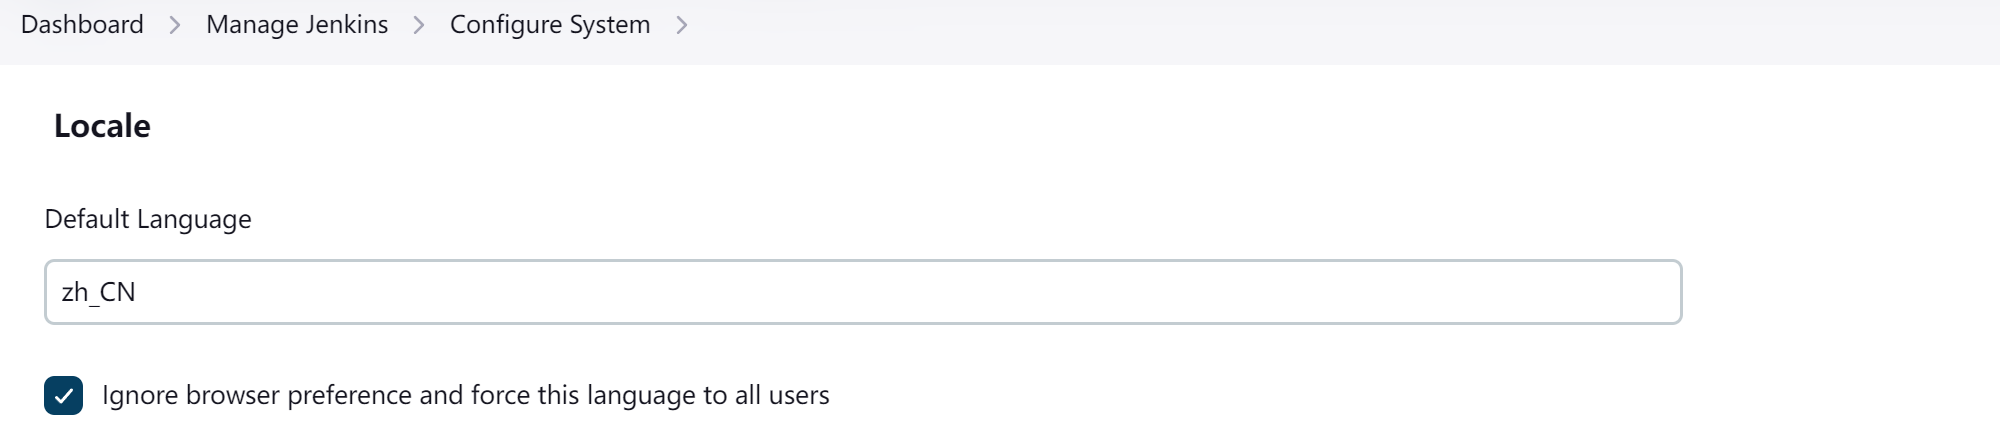 Dashboard > Manage Jenkins > Configure System >
Locale
Default Language
zh_CN
Ignore browser preference and force this language to all users